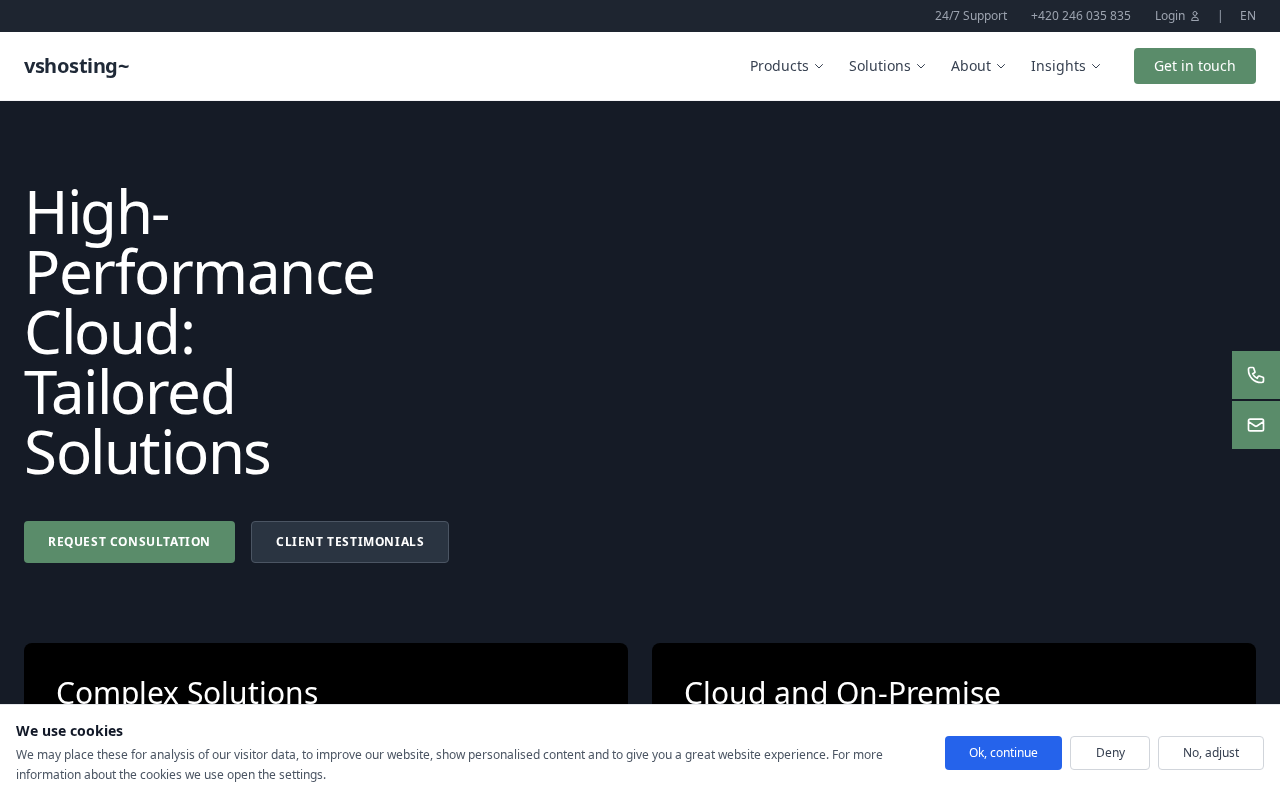 24/7 Support
+420 246 035 835
Login
|
EN
vshosting~
Products
Solutions
About
Insights
Get in touch
High-
Performance
Cloud:
Tailored
Solutions
REQUEST CONSULTATION
CLIENT TESTIMONIALS
Complex Solutions
Cloud and On-Premise
We use cookies
We may place these for analysis of our visitor data, to improve our website, show personalised content and to give you a great website experience. For more
information about the cookies we use open the settings.
Ok, continue
Deny
No, adjust